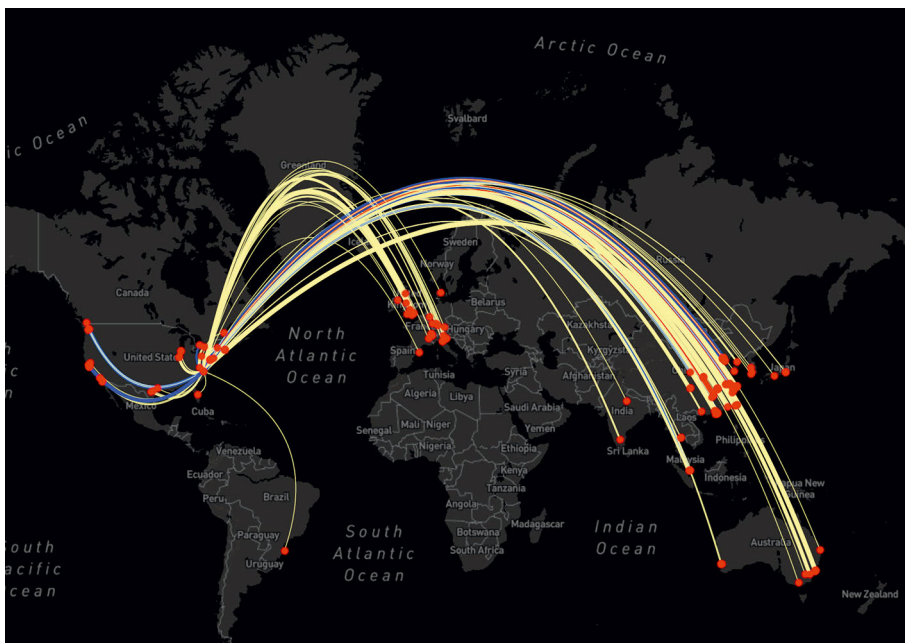 Arctic Ocean
Svalbard
ic Ocean
Greenland
Sweden
Norway
Russia
Canada
Belarus
North
Atlantic
Ocean
United States
Hungary
Kazakhstan
Spain
Kyrgyzsta
Japan
Tunisia
Syria
Afghanistan
Mexico
Cuba
Algeria
Libya
Saudi Arabia
India
Laos
Senegal
Mali
Niger
Yemen
Philippines
Venezuela
Nigeria
Ethiopia
Sri Lanka
Malaysia
Ecuador
Kenya
Indonesia
Papua New
Guinea
Peru
Brazil
Tanzania
Angola
Madagascar
Paraguay
South
Atlantic
Ocean
Botswana
Indian
Ocean
Australia
South
acific
cean
Uruguay
South Africa
New Zealand